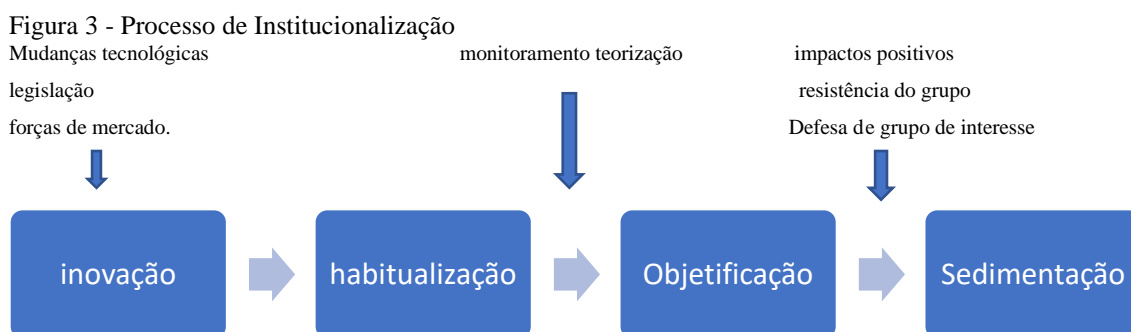 Figura 3 - Processo de Institucionalização
Mudanças tecnológicas
legislação
forças de mercado.
monitoramento teorização
impactos positivos
resistência do grupo
Defesa de grupo de interesse
inovação
habitualização
Objetificação
Sedimentação